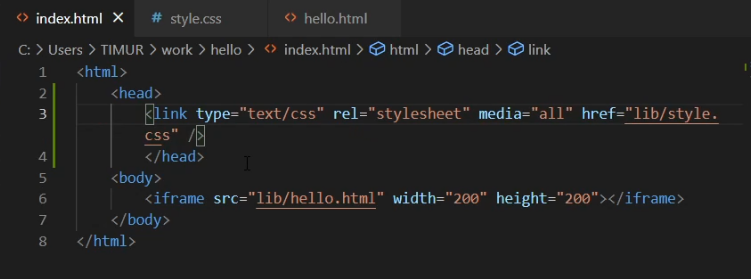 index.html × # style.css hello.html
C: > Users > TIMUR > work > hello > index.html > html > head > link
1 <html>
2 <head>
3 <link type="text/css" rel="stylesheet" media="all" href="lib/style.
css" />
4 </head>
5 <body>
6 <iframe src="lib/hello.html" width="200" height="200"></iframe>
7 </body>
8 </html>